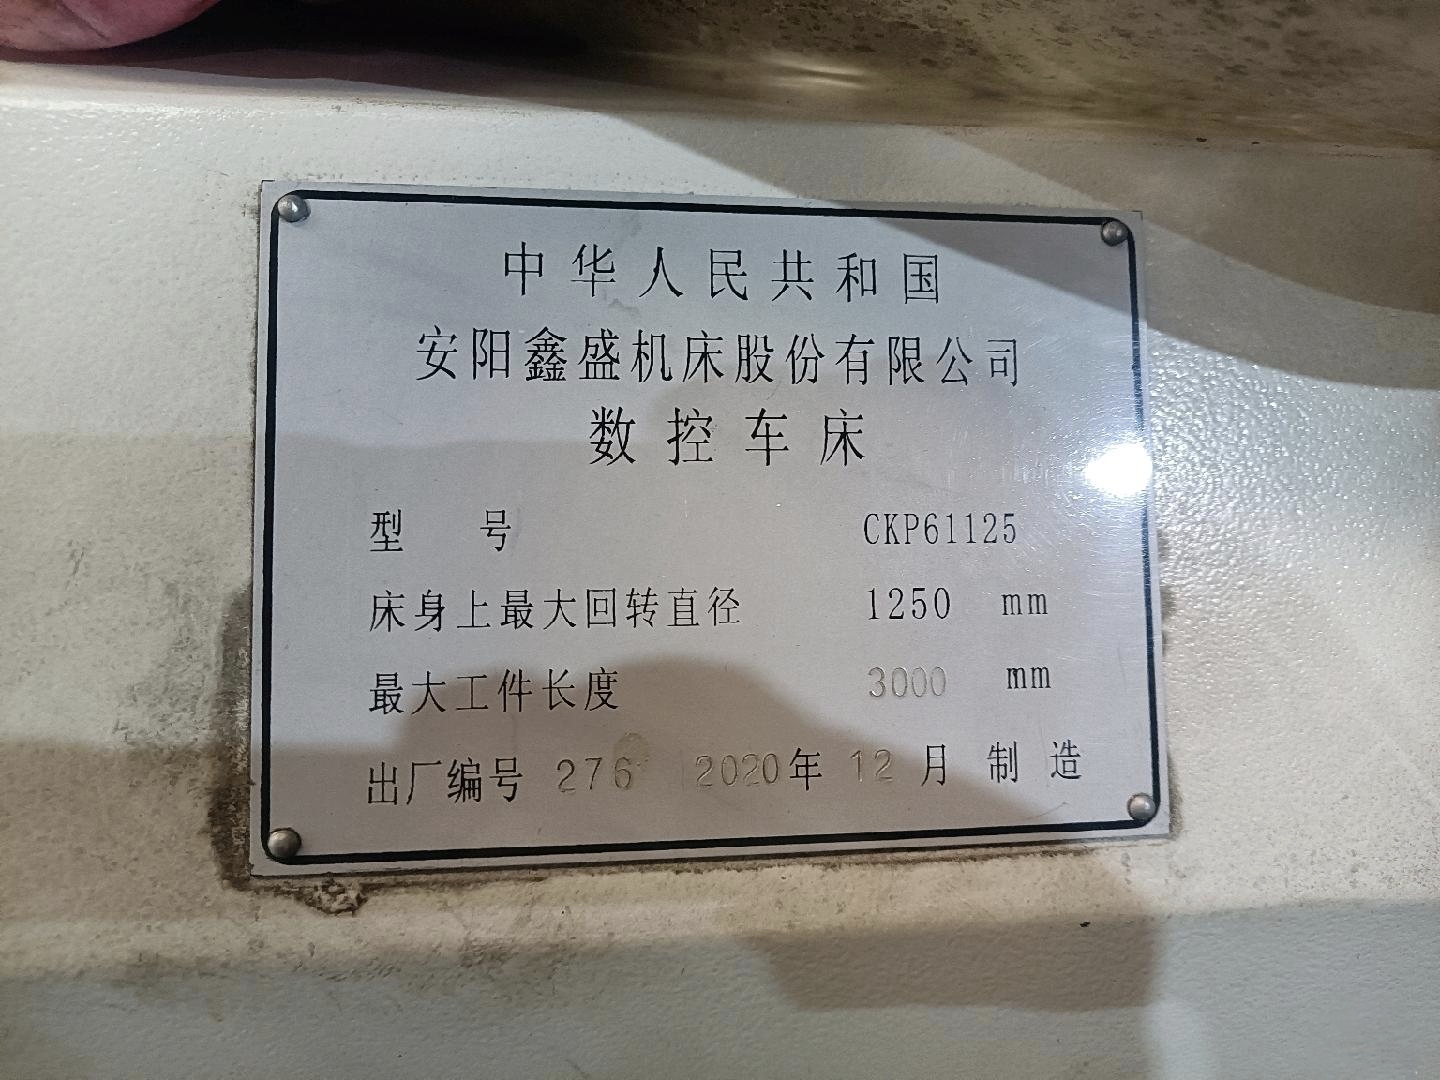 中华人民共和国
安阳鑫盛机床股份有限公司
数控车床
型 号 CKP61125
床身上最大回转直径 1250 mm
最大工件长度 3000 mm
出厂编号 276 2020年 12 月 制 造